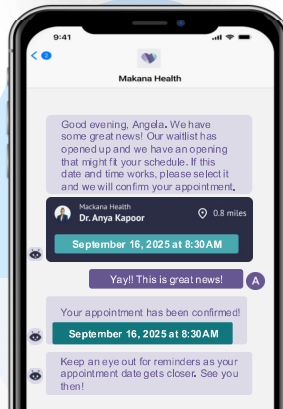 9:41
Makana Health
Good evening, Angela. We have
some great news! Our waitlist has
opened up and we have an opening
that might fit your schedule. If this
date and time works, please select it
and we will confirm your appointment.
Mackana Health
Dr. Anya Kapoor
0.8 miles
September 16, 2025 at 8:30AM
Yay!! This is great news!
A
Your appointment has been confirmed!
September 16, 2025 at 8:30AM
Keep an eye out for reminders as your
appointment date gets closer. See you
then!